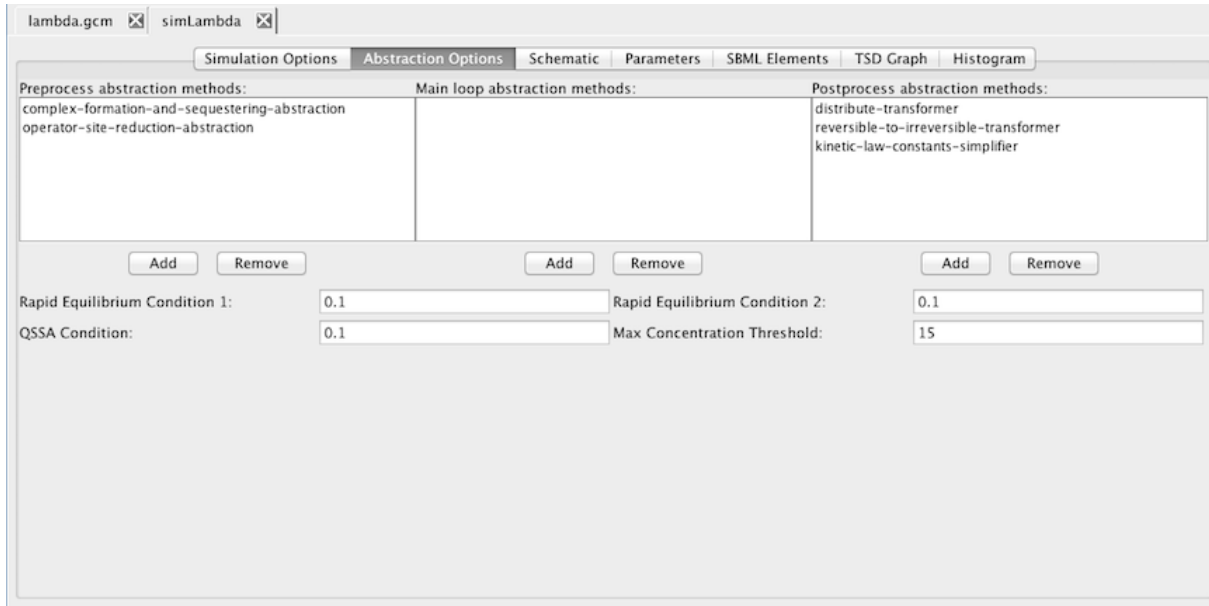 lambda.gcm simLambda
Simulation Options Abstraction Options Schematic Parameters SBML Elements TSD Graph Histogram
Preprocess abstraction methods: Main loop abstraction methods: Postprocess abstraction methods:
complex-formation-and-sequestering-abstraction distribute-transformer
operator-site-reduction-abstraction reversible-to-irreversible-transformer
kinetic-law-constants-simplifier
Add Remove Add Remove Add Remove
Rapid Equilibrium Condition 1: 0.1 Rapid Equilibrium Condition 2: 0.1
QSSA Condition: 0.1 Max Concentration Threshold: 15